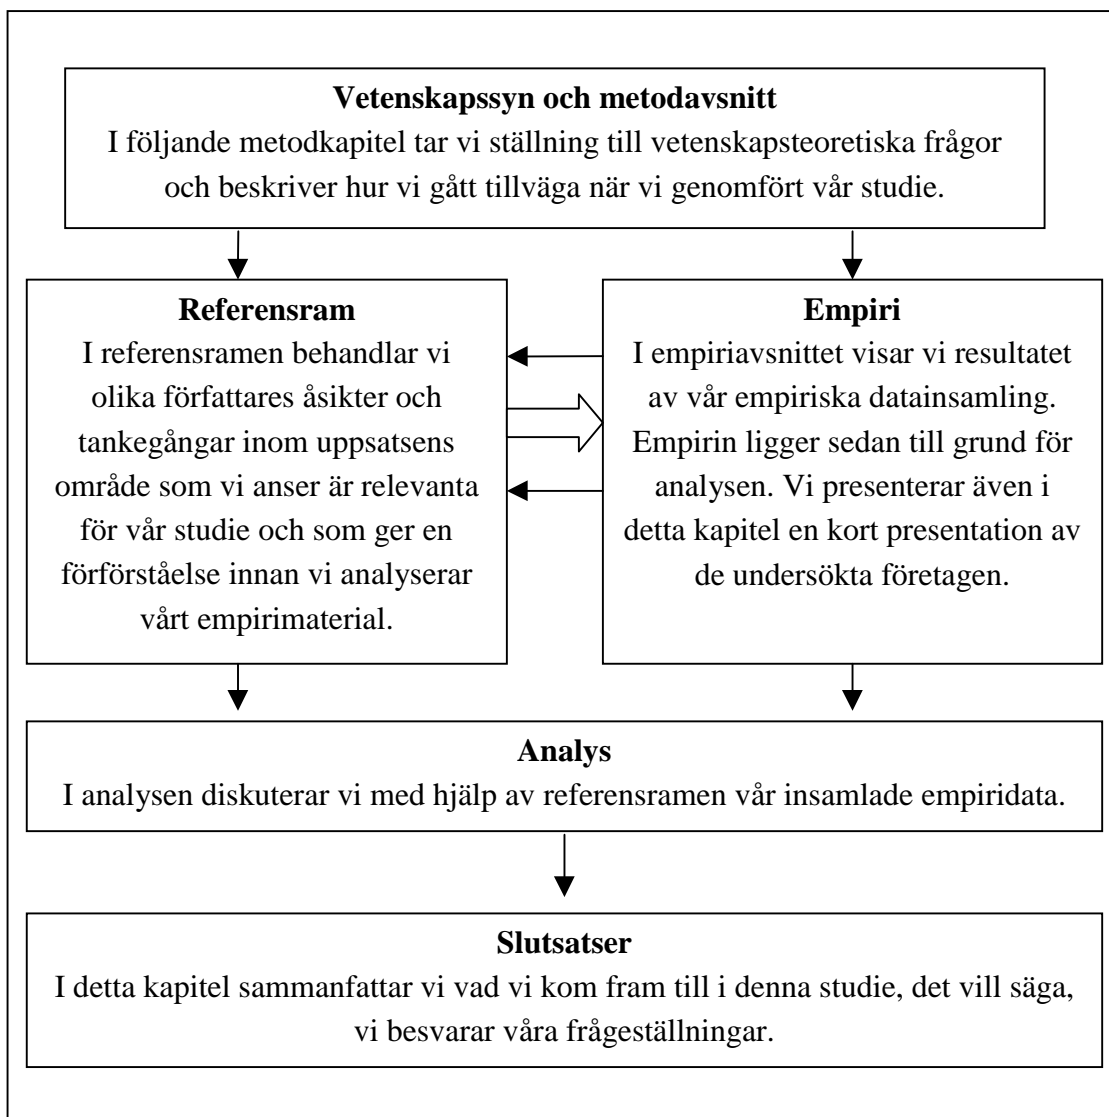 Vetenskapssyn och metodavsnitt
I följande metodkapitel tar vi ställning till vetenskapsteoretiska frågor
och beskriver hur vi gått tillväga när vi genomfört vår studie.
Referensram
I referensramen behandlar vi
olika författares åsikter och
tankegångar inom uppsatsens
område som vi anser är relevanta
för vår studie och som ger en
förförståelse innan vi analyserar
vårt empirimaterial.
Empiri
I empiriavsnittet visar vi resultatet
av vår empiriska datainsamling.
Empirin ligger sedan till grund för
analysen. Vi presenterar även i
detta kapitel en kort presentation av
de undersökta företagen.
Analys
I analysen diskuterar vi med hjälp av referensramen vår insamlade empiridata.
Slutsatser
I detta kapitel sammanfattar vi vad vi kom fram till i denna studie, det vill säga,
vi besvarar våra frågeställningar.